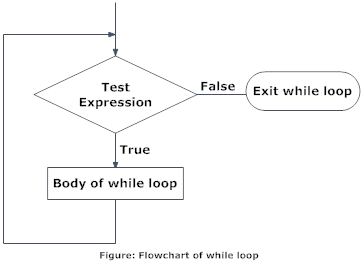 Test
Expression
False
Exit while loop
True
Body of while loop
Figure: Flowchart of while loop